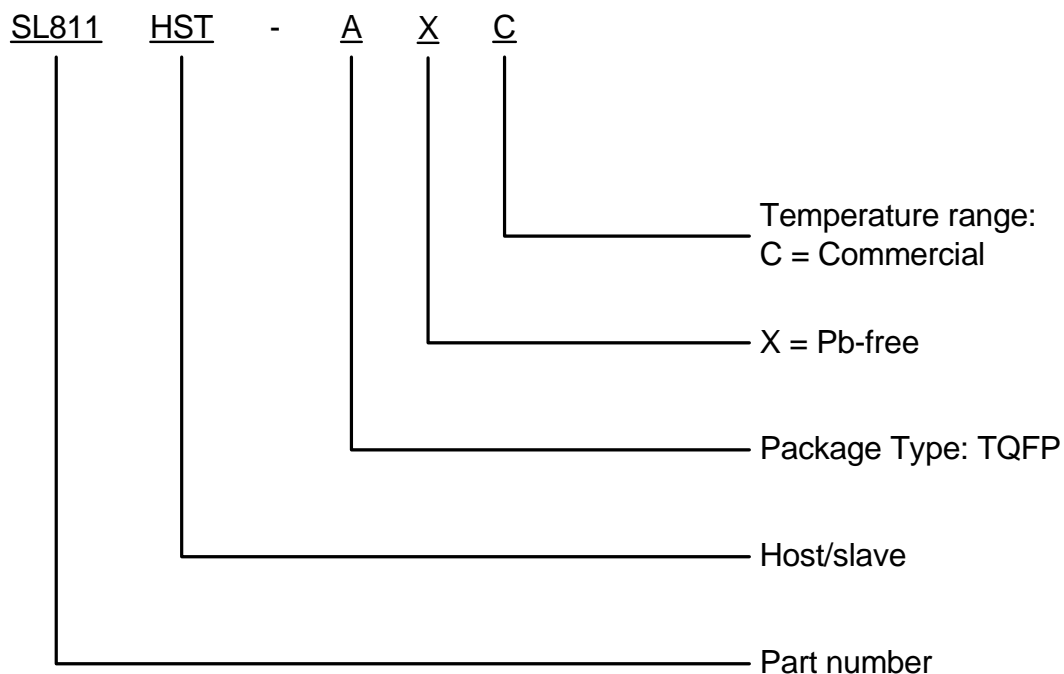 SL811 HST - A X C
Temperature range:
C = Commercial
X = Pb-free
Package Type: TQFP
Host/slave
Part number